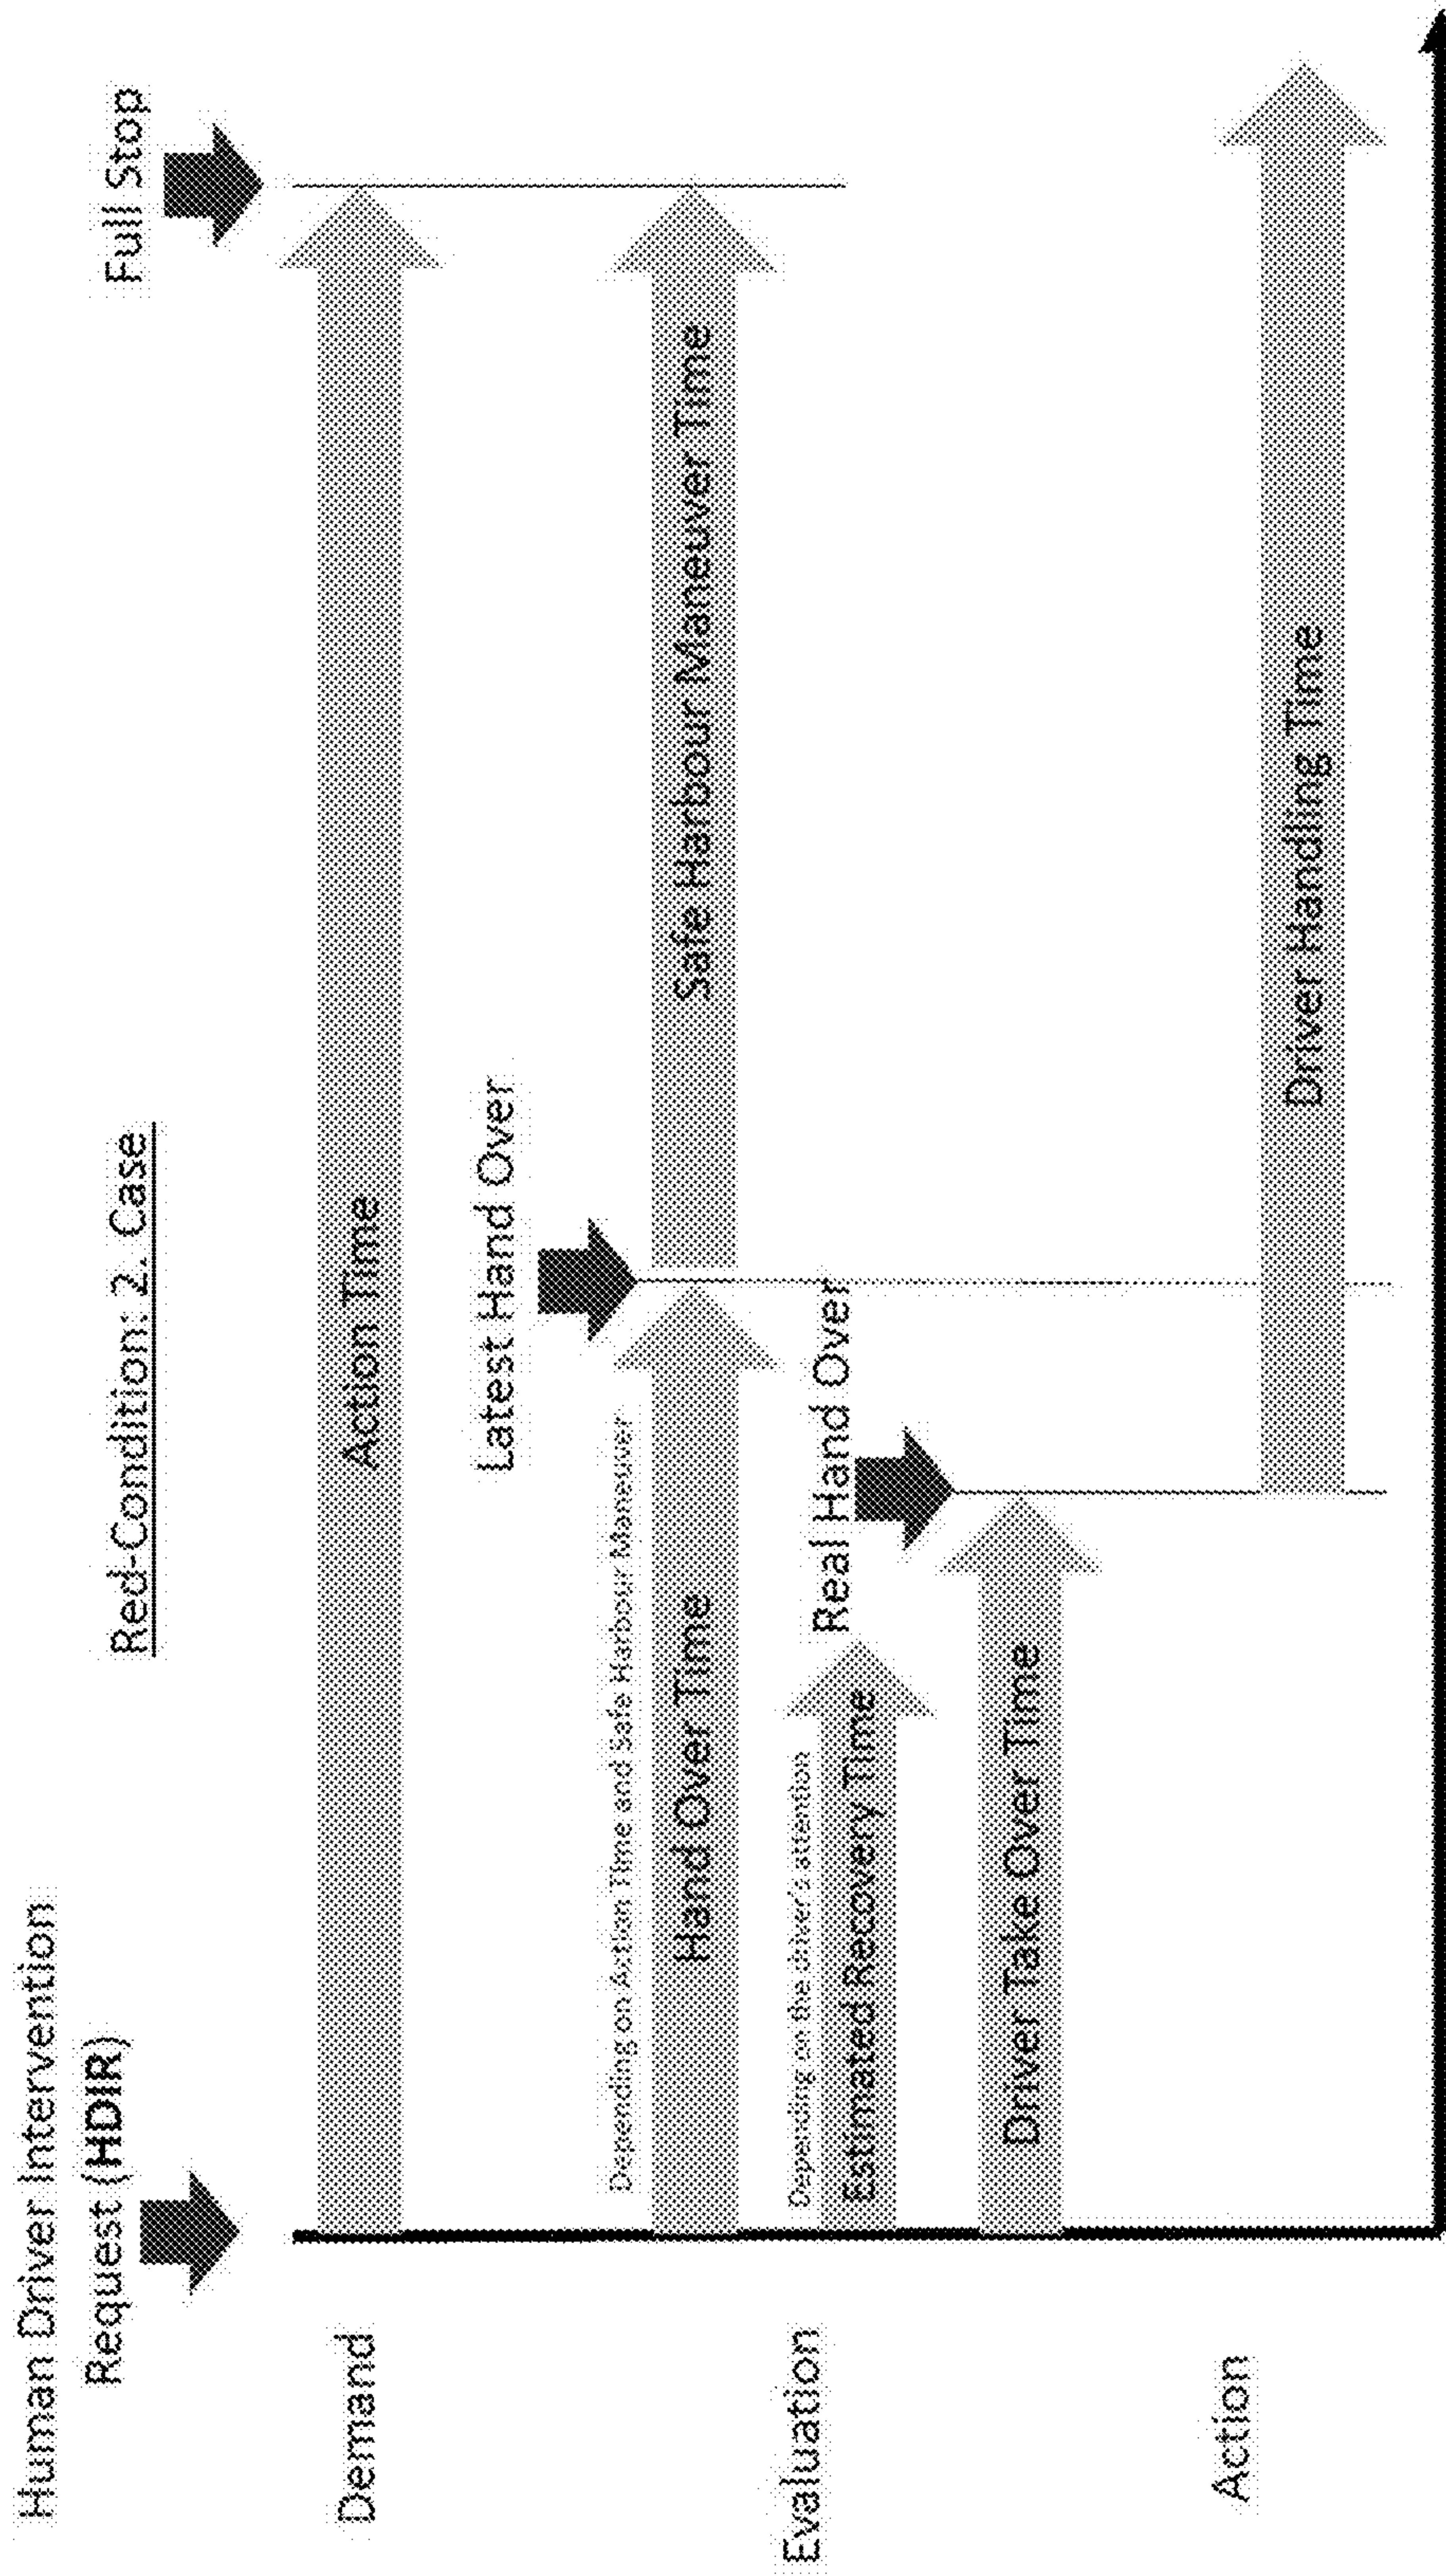 Red-Condition: 2. Case
Human Driver Intervention
Request (HDIR)
Full Stop
Demand
Action Time
Latest Hand Over
Depending on Action Time and Safe Harbour Maneuver
Hand Over Time
Safe Harbour Maneuver Time
Evaluation
Real Hand Over
Depending on the driver's attention
Estimated Recovery Time
Driver Take Over Time
Action
Driver Handling Time